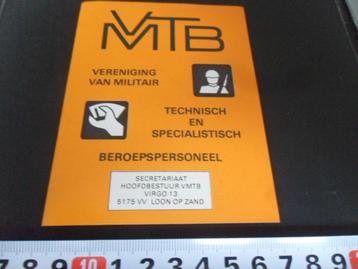 VMTB
VERENIGING
VAN MILITAIR
TECHNISCH
EN
SPECIALISTISCH
BEROEPSPERSONEEL
SECRETARIAAT
HOOFDBESTUUR VMTB
VIRGO 13
5175 VV LOON OP ZAND
7 8 9 10 1 2 3 4 5 6 7 8 9